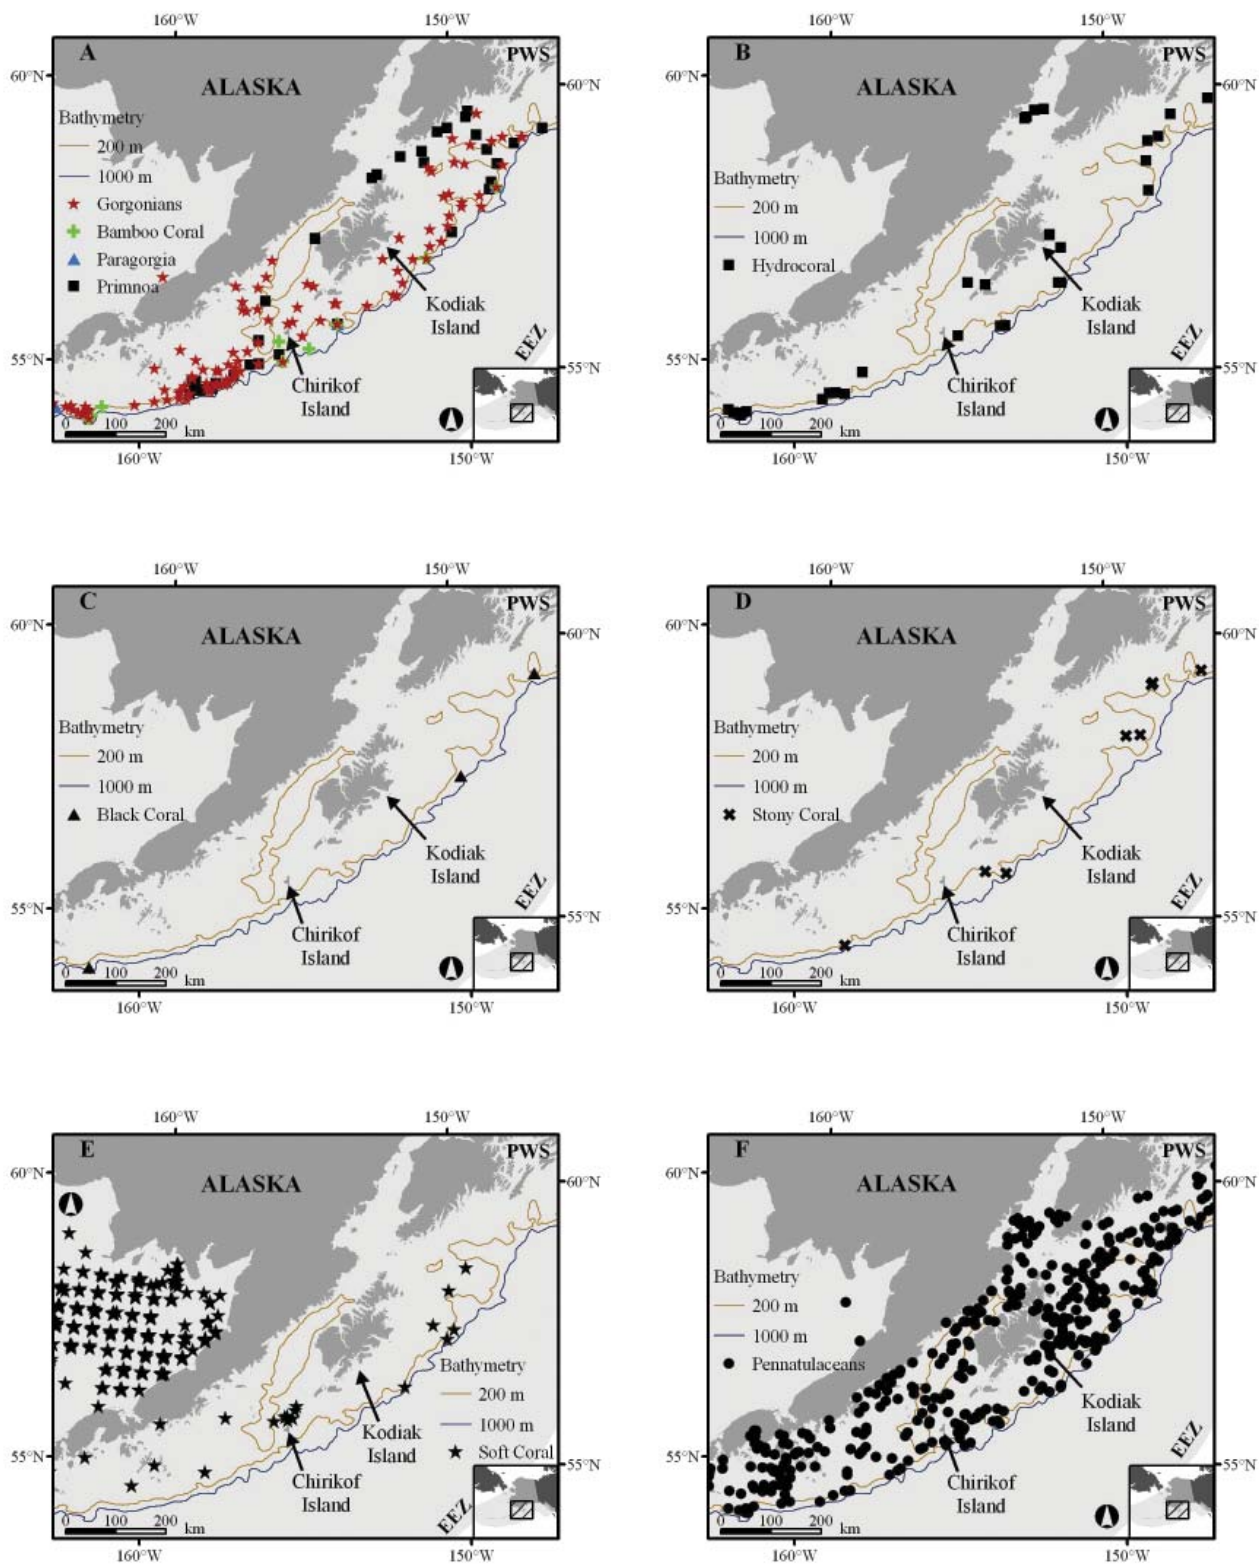 160°W 150°W
A PWS
60°N 60°N
ALASKA
Bathymetry
200 m
1000 m
Gorgonians
Bamboo Coral
Paragorgia
Primnoa
Kodiak
Island
55°N 55°N
EEZ
Chirikof
Island
0 100 200
km
160°W 150°W
160°W 150°W
B PWS
60°N 60°N
ALASKA
Bathymetry
200 m
1000 m
Hydrocoral
Kodiak
Island
55°N 55°N
EEZ
Chirikof
Island
0 100 200
km
160°W 150°W
160°W 150°W
C PWS
60°N 60°N
ALASKA
Bathymetry
200 m
1000 m
Black Coral
Kodiak
Island
55°N 55°N
EEZ
Chirikof
Island
0 100 200
km
160°W 150°W
160°W 150°W
D PWS
60°N 60°N
ALASKA
Bathymetry
200 m
1000 m
Stony Coral
Kodiak
Island
55°N 55°N
EEZ
Chirikof
Island
0 100 200
km
160°W 150°W
160°W 150°W
E PWS
60°N 60°N
ALASKA
Bathymetry
200 m
1000 m
Soft Coral
Kodiak
Island
55°N 55°N
Chirikof
Island
EEZ
0 100 200
km
160°W 150°W
160°W 150°W
F PWS
60°N 60°N
ALASKA
Bathymetry
200 m
1000 m
Pennatulaceans
Kodiak
Island
55°N 55°N
EEZ
Chirikof
Island
0 100 200
km
160°W 150°W